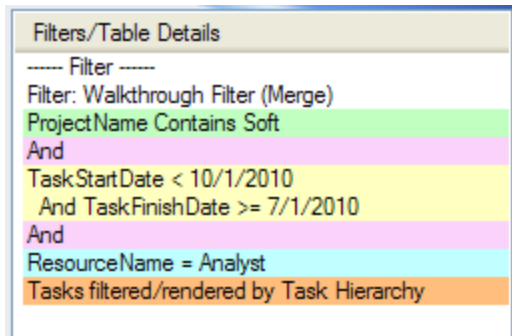 Filters/Table Details
------ Filter ------
Filter: Walkthrough Filter (Merge)
ProjectName Contains Soft
And
TaskStartDate < 10/1/2010
And TaskFinishDate >= 7/1/2010
And
ResourceName = Analyst
Tasks filtered/rendered by Task Hierarchy